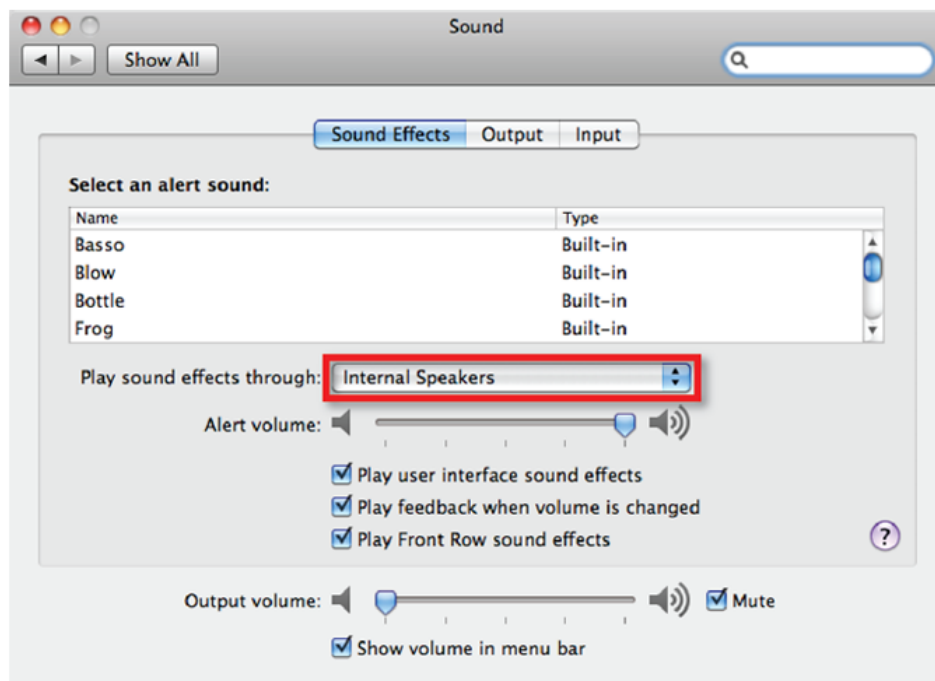 Sound
Show All
Sound Effects Output Input
Select an alert sound:
Name Type
Basso Built-in
Blow Built-in
Bottle Built-in
Frog Built-in
Play sound effects through: Internal Speakers
Alert volume:
Play user interface sound effects
Play feedback when volume is changed
Play Front Row sound effects
?
Output volume: Mute
Show volume in menu bar